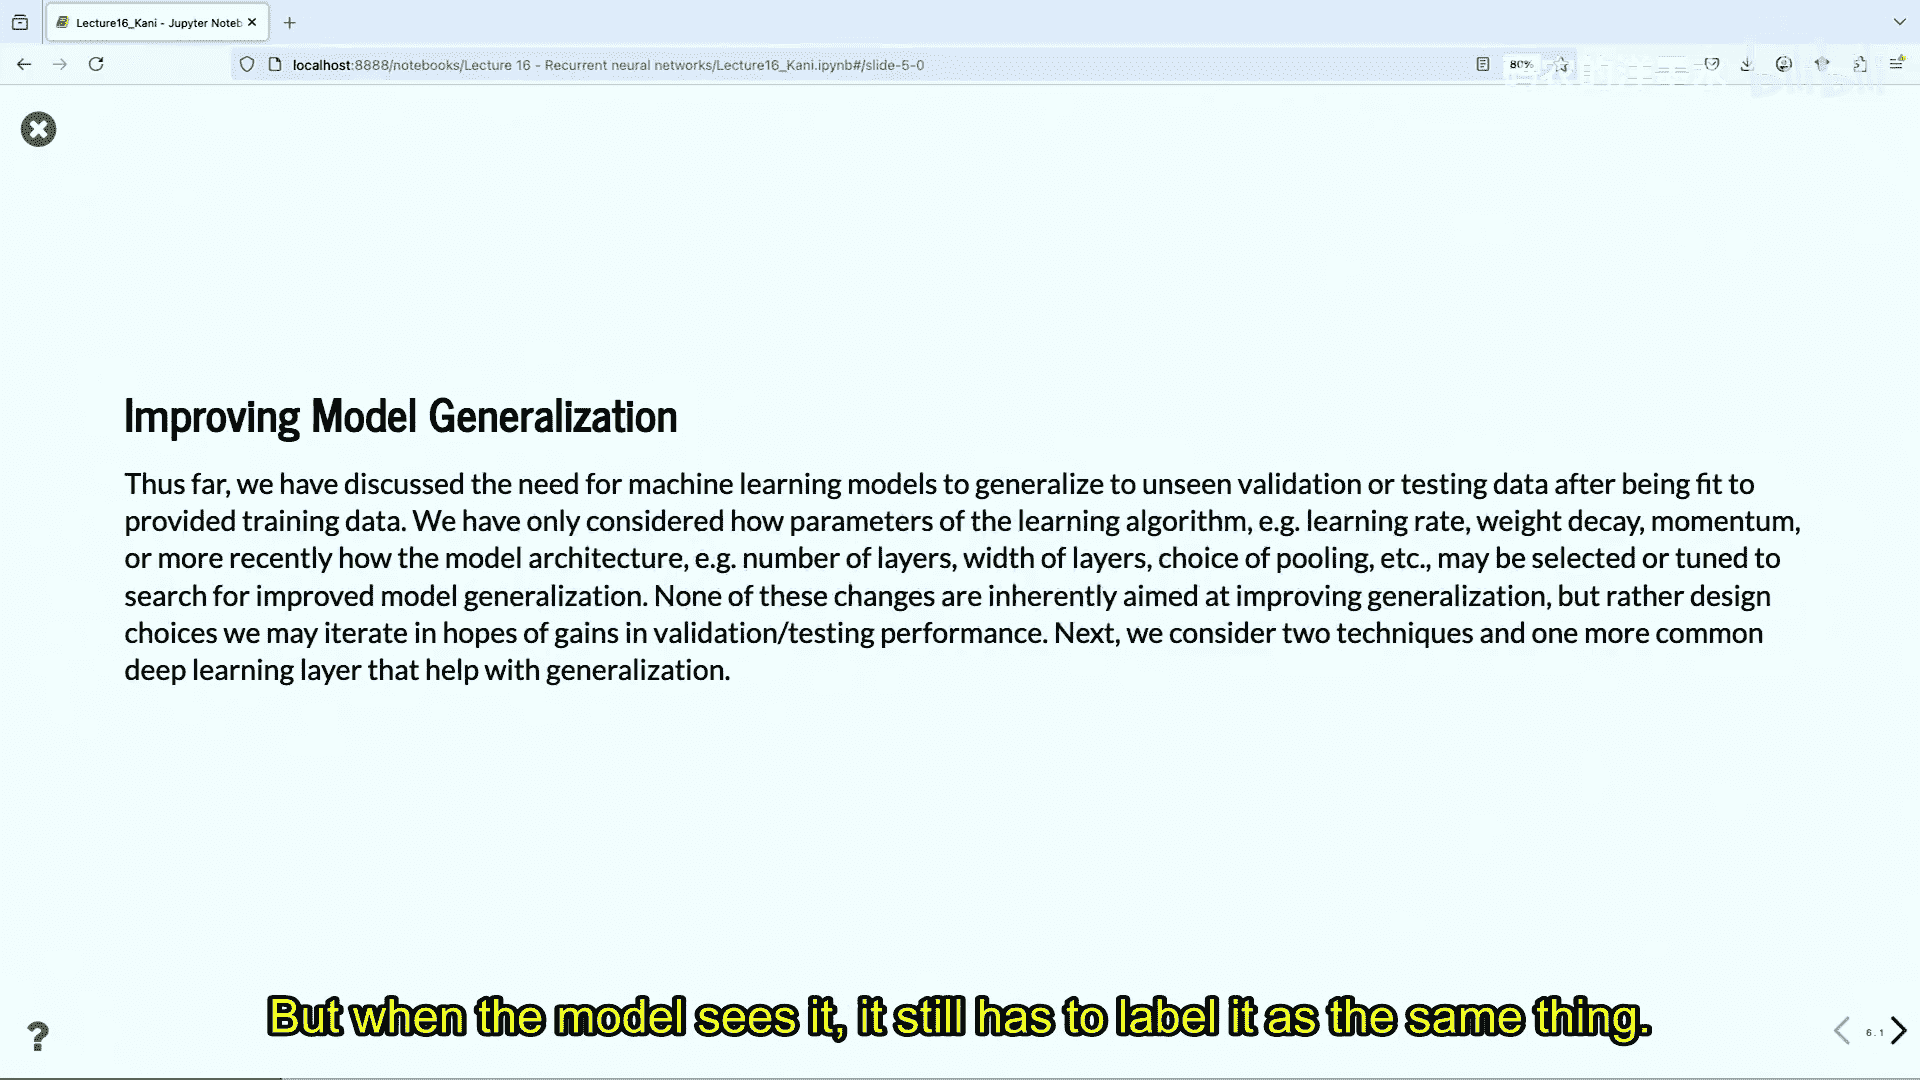 Lecture16_Kani - Jupyter Noteb
localhost:8888/notebooks/Lecture 16 - Recurrent neural networks/Lecture16_Kani.ipynb#/slide-5-0
80%
Improving Model Generalization
Thus far, we have discussed the need for machine learning models to generalize to unseen validation or testing data after being fit to
provided training data. We have only considered how parameters of the learning algorithm, e.g. learning rate, weight decay, momentum,
or more recently how the model architecture, e.g. number of layers, width of layers, choice of pooling, etc., may be selected or tuned to
search for improved model generalization. None of these changes are inherently aimed at improving generalization, but rather design
choices we may iterate in hopes of gains in validation/testing performance. Next, we consider two techniques and one more common
deep learning layer that help with generalization.
But when the model sees it, it still has to label it as the same thing.
?
6.1